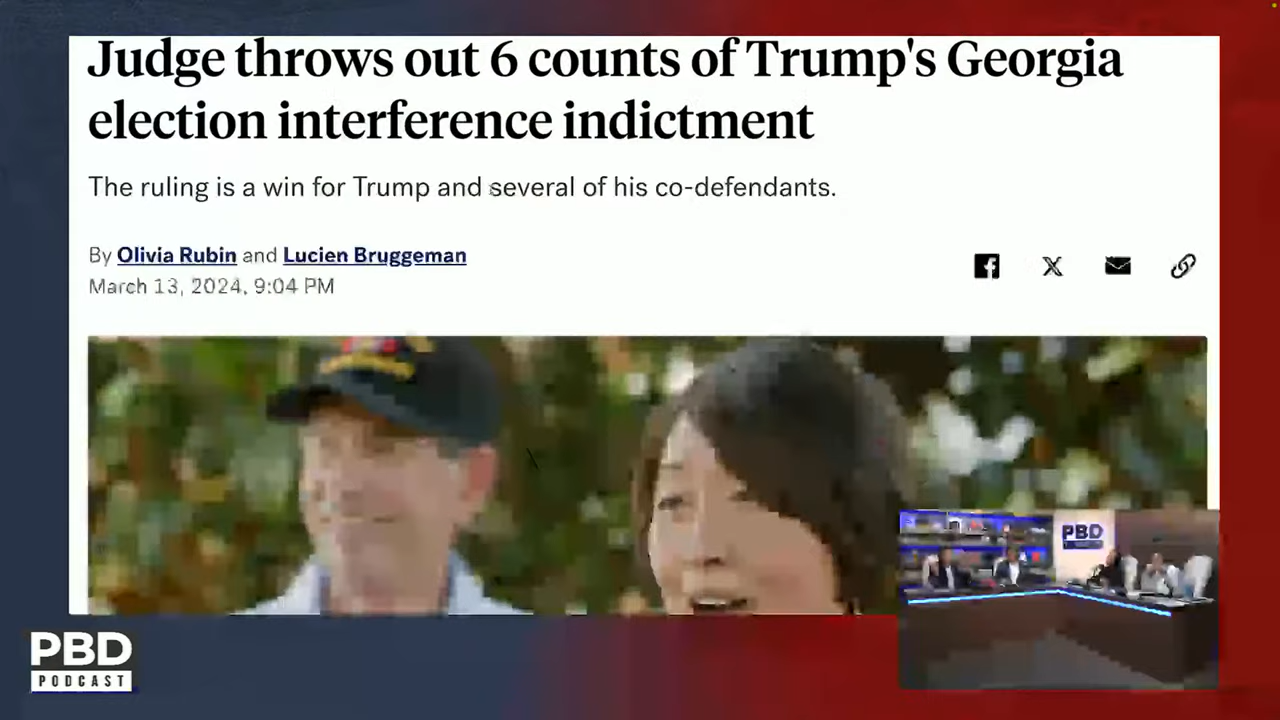 Judge throws out 6 counts of Trump's Georgia
election interference indictment
The ruling is a win for Trump and several of his co-defendants.
By Olivia Rubin and Lucien Bruggeman
March 13, 2024, 9:04 PM
PBD
PBD
PODCAST